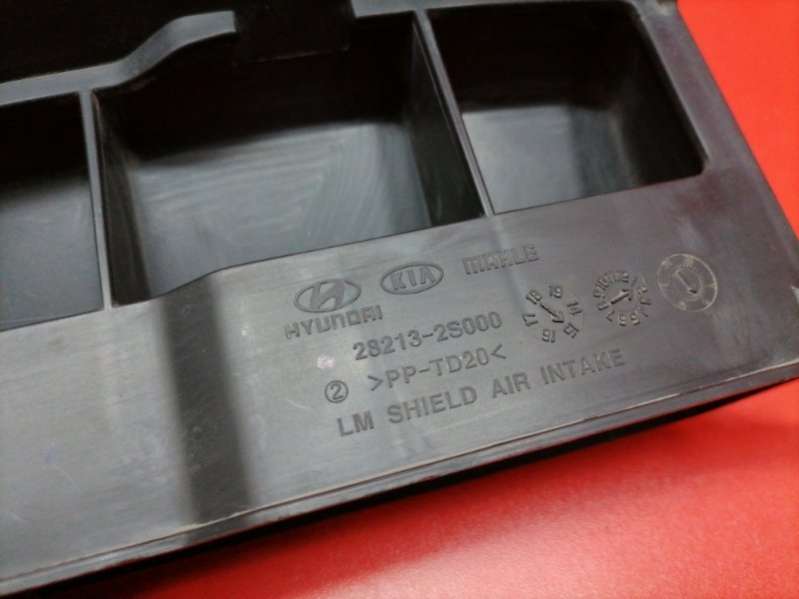 HYUNDAI KIA MAHLE
28213-2S000
② >PP-TD20<
LM SHIELD AIR INTAKE